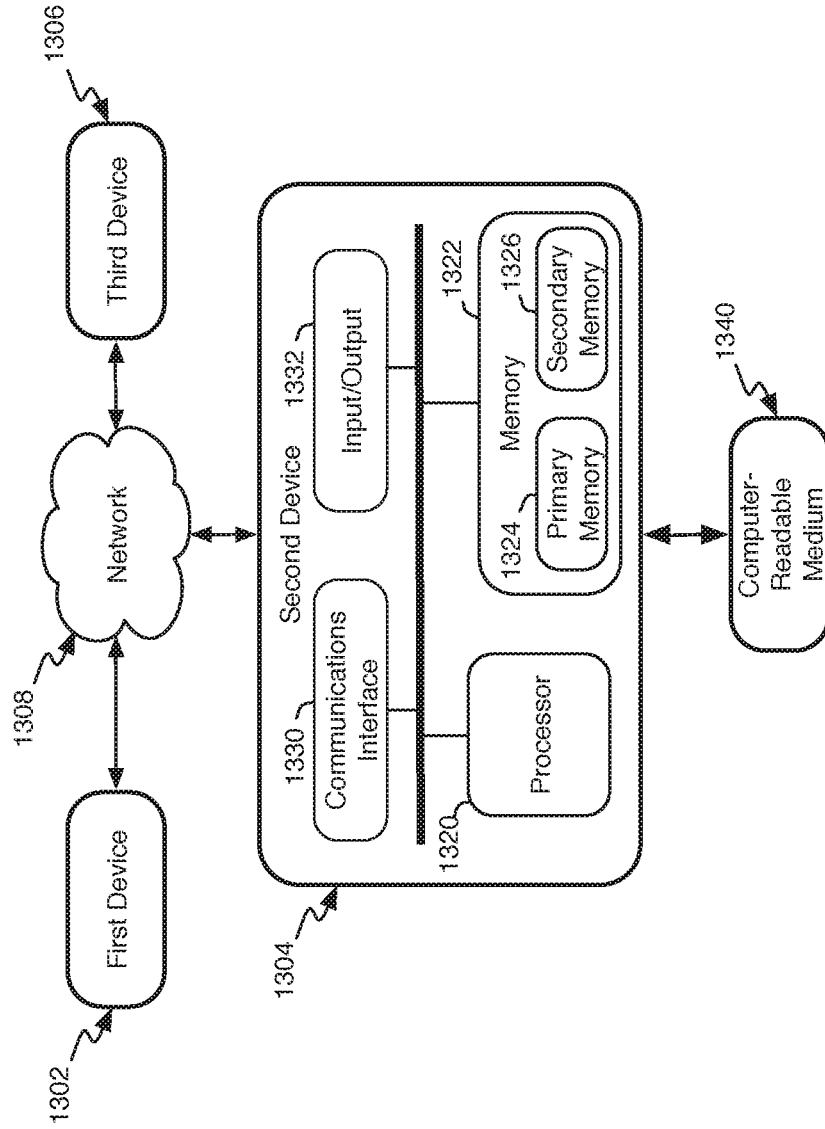 1302
First Device
1308
Network
Third Device
1306
1304
Second Device
1330
Communications
Interface
1332
Input/Output
1320
Processor
Memory
1322
1324
Primary
Memory
1326
Secondary
Memory
Computer-
Readable
Medium
1340